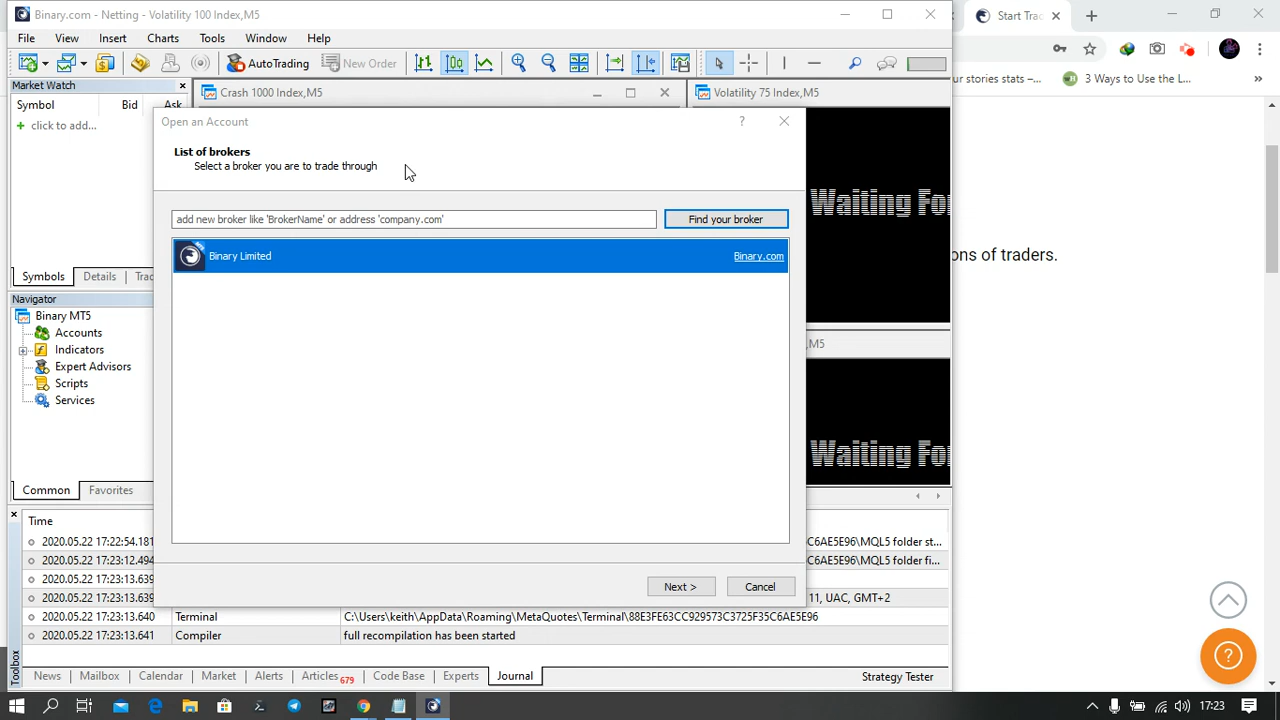 Binary.com - Netting - Volatility 100 Index,M5
Start Trac
File View Insert Charts Tools Window Help
AutoTrading
New Order
ur stories stats –...
3 Ways to Use the L...
Market Watch
Crash 1000 Index,M5
Volatility 75 Index,M5
Symbol Bid Ask
click to add...
Open an Account
List of brokers
Select a broker you are to trade through
Waiting For
add new broker like 'BrokerName' or address 'company.com'
Find your broker
Binary Limited
Binary.com
ons of traders.
Symbols Details Trad
Navigator
Binary MT5
Accounts
Indicators
Expert Advisors
Scripts
Services
,M5
Waiting For
Common Favorites
Time
2020.05.22 17:22:54.181
C6AE5E96\MQL5 folder st...
2020.05.22 17:23:12.494
C6AE5E96\MQL5 folder fi...
2020.05.22 17:23:13.639
2020.05.22 17:23:13.639
11, UAC, GMT+2
Next >
Cancel
2020.05.22 17:23:13.640 Terminal C:\Users\keith\AppData\Roaming\MetaQuotes\Terminal\88E3FE63CC929573C3725F35C6AE5E96
2020.05.22 17:23:13.641 Compiler full recompilation has been started
Toolbox
News Mailbox Calendar Market Alerts Articles 679 Code Base Experts Journal
Strategy Tester
17:23